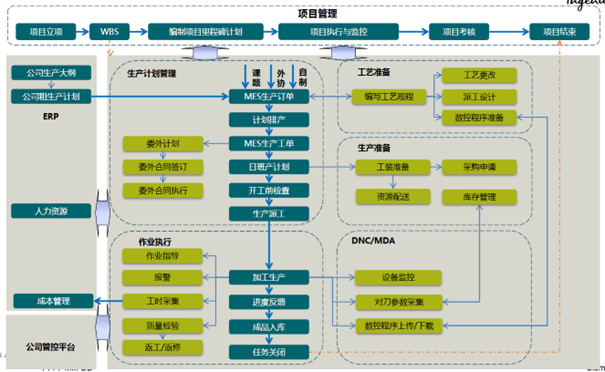 项目管理
项目立项
WBS
编制项目里程碑计划
项目执行与监控
项目考核
项目结束
公司生产大纲
公司粗生产计划
ERP
人力资源
成本管理
公司管控平台
生产计划管理
课题
外协
自制
MES生产订单
计划排产
MES生产工单
日班产计划
开工前检查
生产派工
委外计划
委外合同签订
委外合同执行
工艺准备
编写工艺规程
工艺更改
派工设计
数控程序准备
生产准备
工装准备
采购申请
资源配送
库存管理
作业执行
作业指导
报警
工时采集
质量检验
返工/返修
加工生产
进度反馈
成品入库
任务关闭
DNC/MDA
设备监控
对刀参数采集
数控程序上传/下载